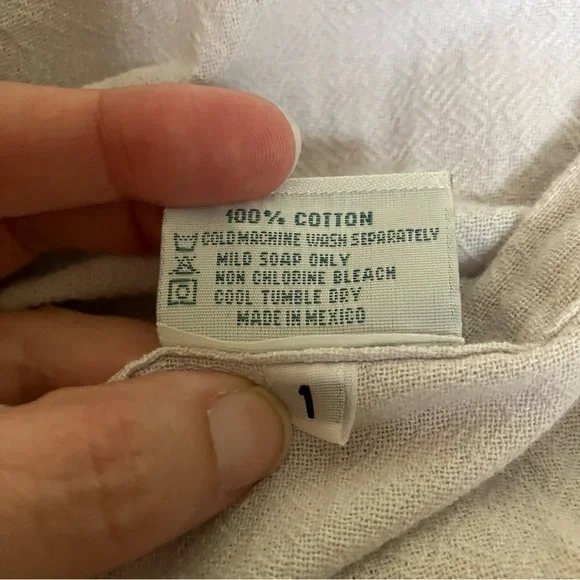 100% COTTON
COLD MACHINE WASH SEPARATELY
MILD SOAP ONLY
NON CHLORINE BLEACH
COOL TUMBLE DRY
MADE IN MEXICO
1